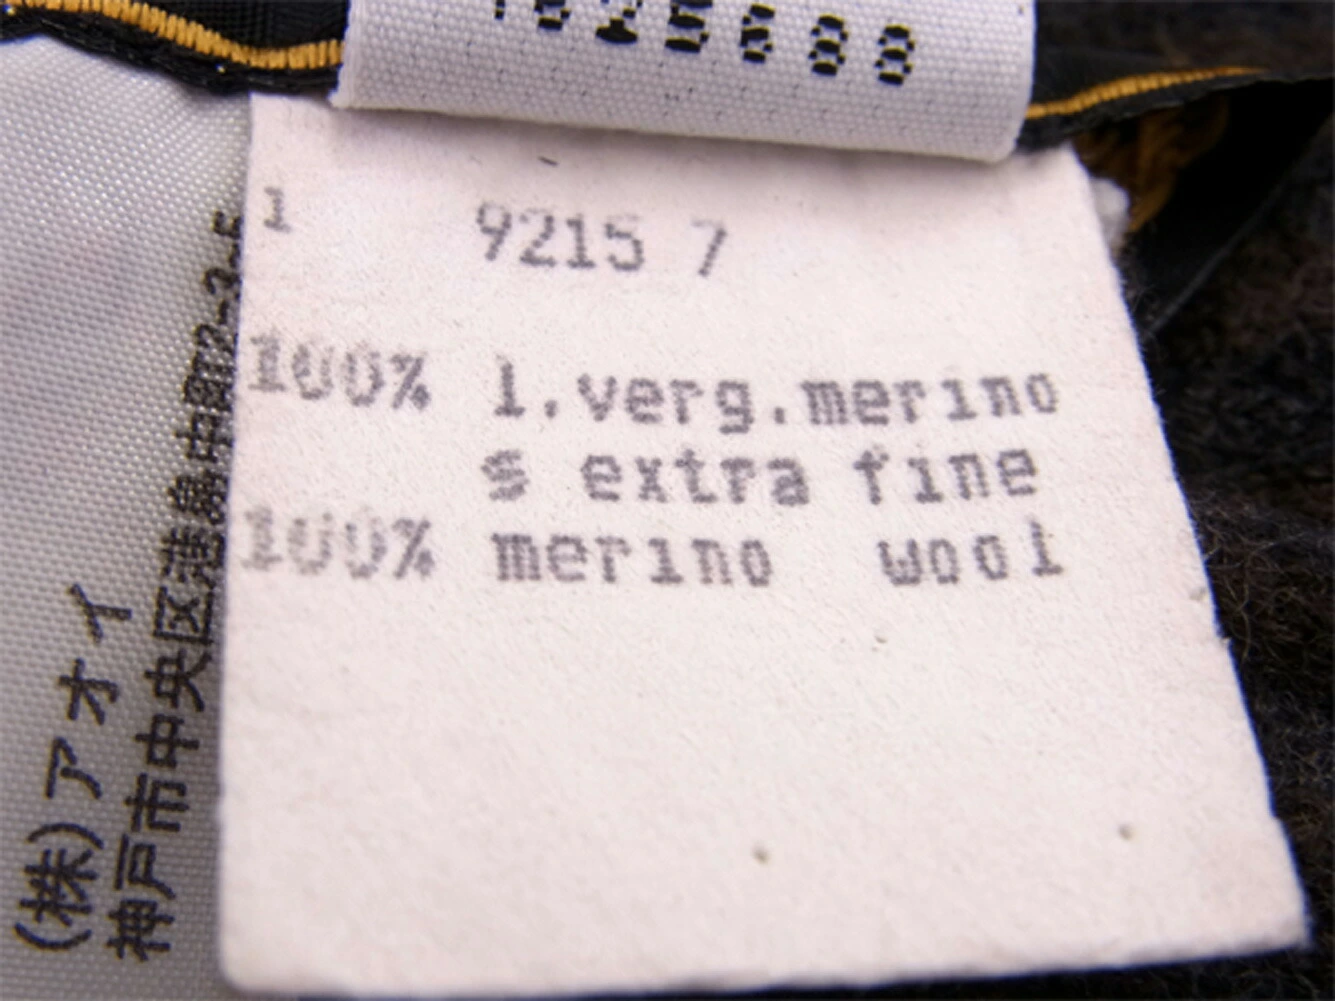 1 9215 7
100% l.verg.merino
s extra fine
100% merino wool
(株)アオイ
神戸市中央区港島中町2-3-5